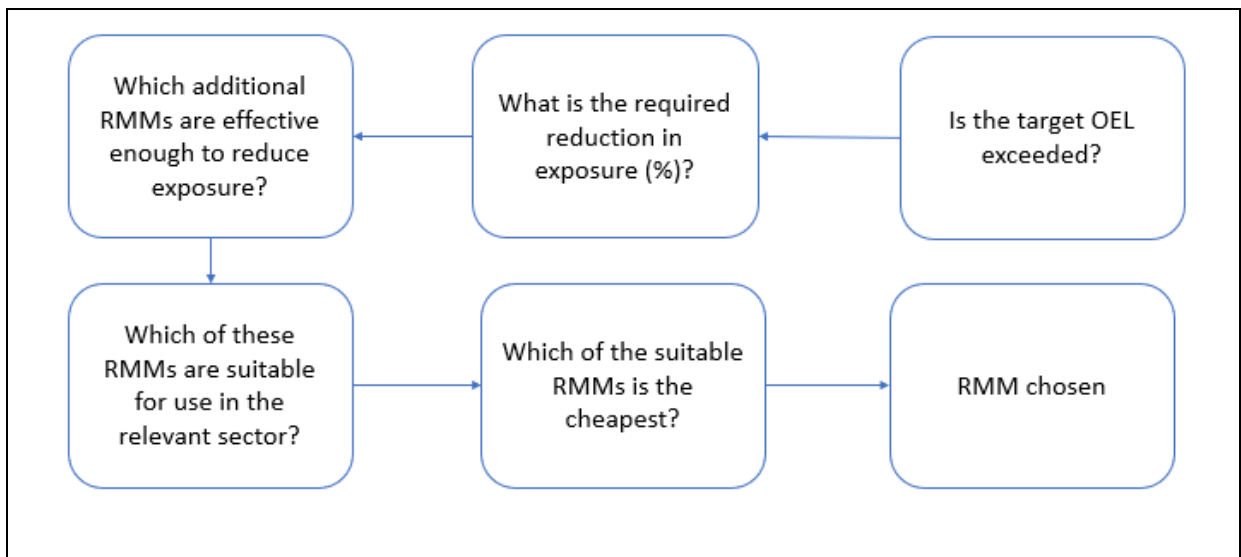 Which additional
RMMs are effective
enough to reduce
exposure?
What is the required
reduction in
exposure (%)?
Is the target OEL
exceeded?
Which of these
RMMs are suitable
for use in the
relevant sector?
Which of the suitable
RMMs is the
cheapest?
RMM chosen